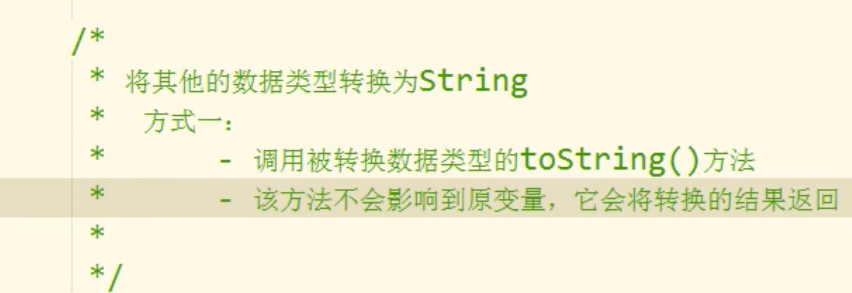 /*
* 将其他的数据类型转换为String
* 方式一：
* - 调用被转换数据类型的toString()方法
* - 该方法不会影响到原变量，它会将转换的结果返回
*
*/